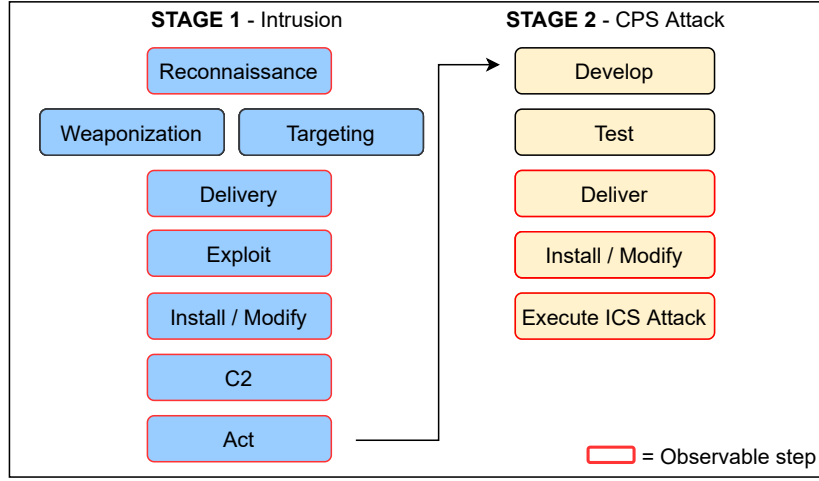 STAGE 1 - Intrusion
Reconnaissance
Weaponization
Targeting
Delivery
Exploit
Install / Modify
C2
Act
STAGE 2 - CPS Attack
Develop
Test
Deliver
Install / Modify
Execute ICS Attack
= Observable step